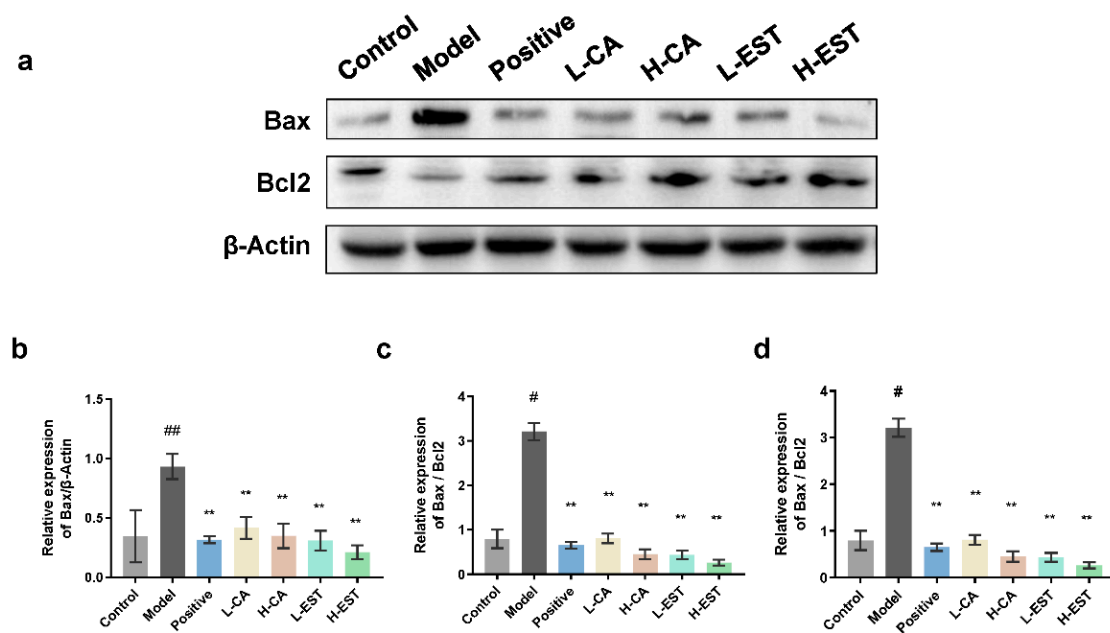 a
Control Model Positive L-CA H-CA L-EST H-EST
Bax
Bcl2
β-Actin
b
Relative expression
of Bax/β-Actin
1.5
1.0
0.5
0.0
##
** ** ** ** **
Control Model Positive L-CA H-CA L-EST H-EST
c
Relative expression
of Bax / Bcl2
4
3
2
1
0
#
** ** ** ** **
Control Model Positive L-CA H-CA L-EST H-EST
d
Relative expression
of Bax / Bcl2
4
3
2
1
0
#
** ** ** ** **
Control Model Positive L-CA H-CA L-EST H-EST